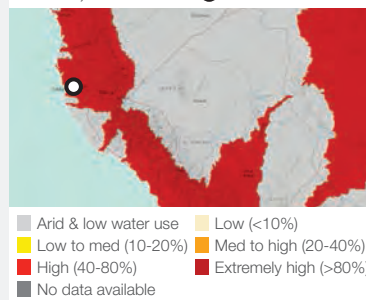 Arid & low water use
Low (<10%)
Low to med (10-20%)
Med to high (20-40%)
High (40-80%)
Extremely high (>80%)
No data available